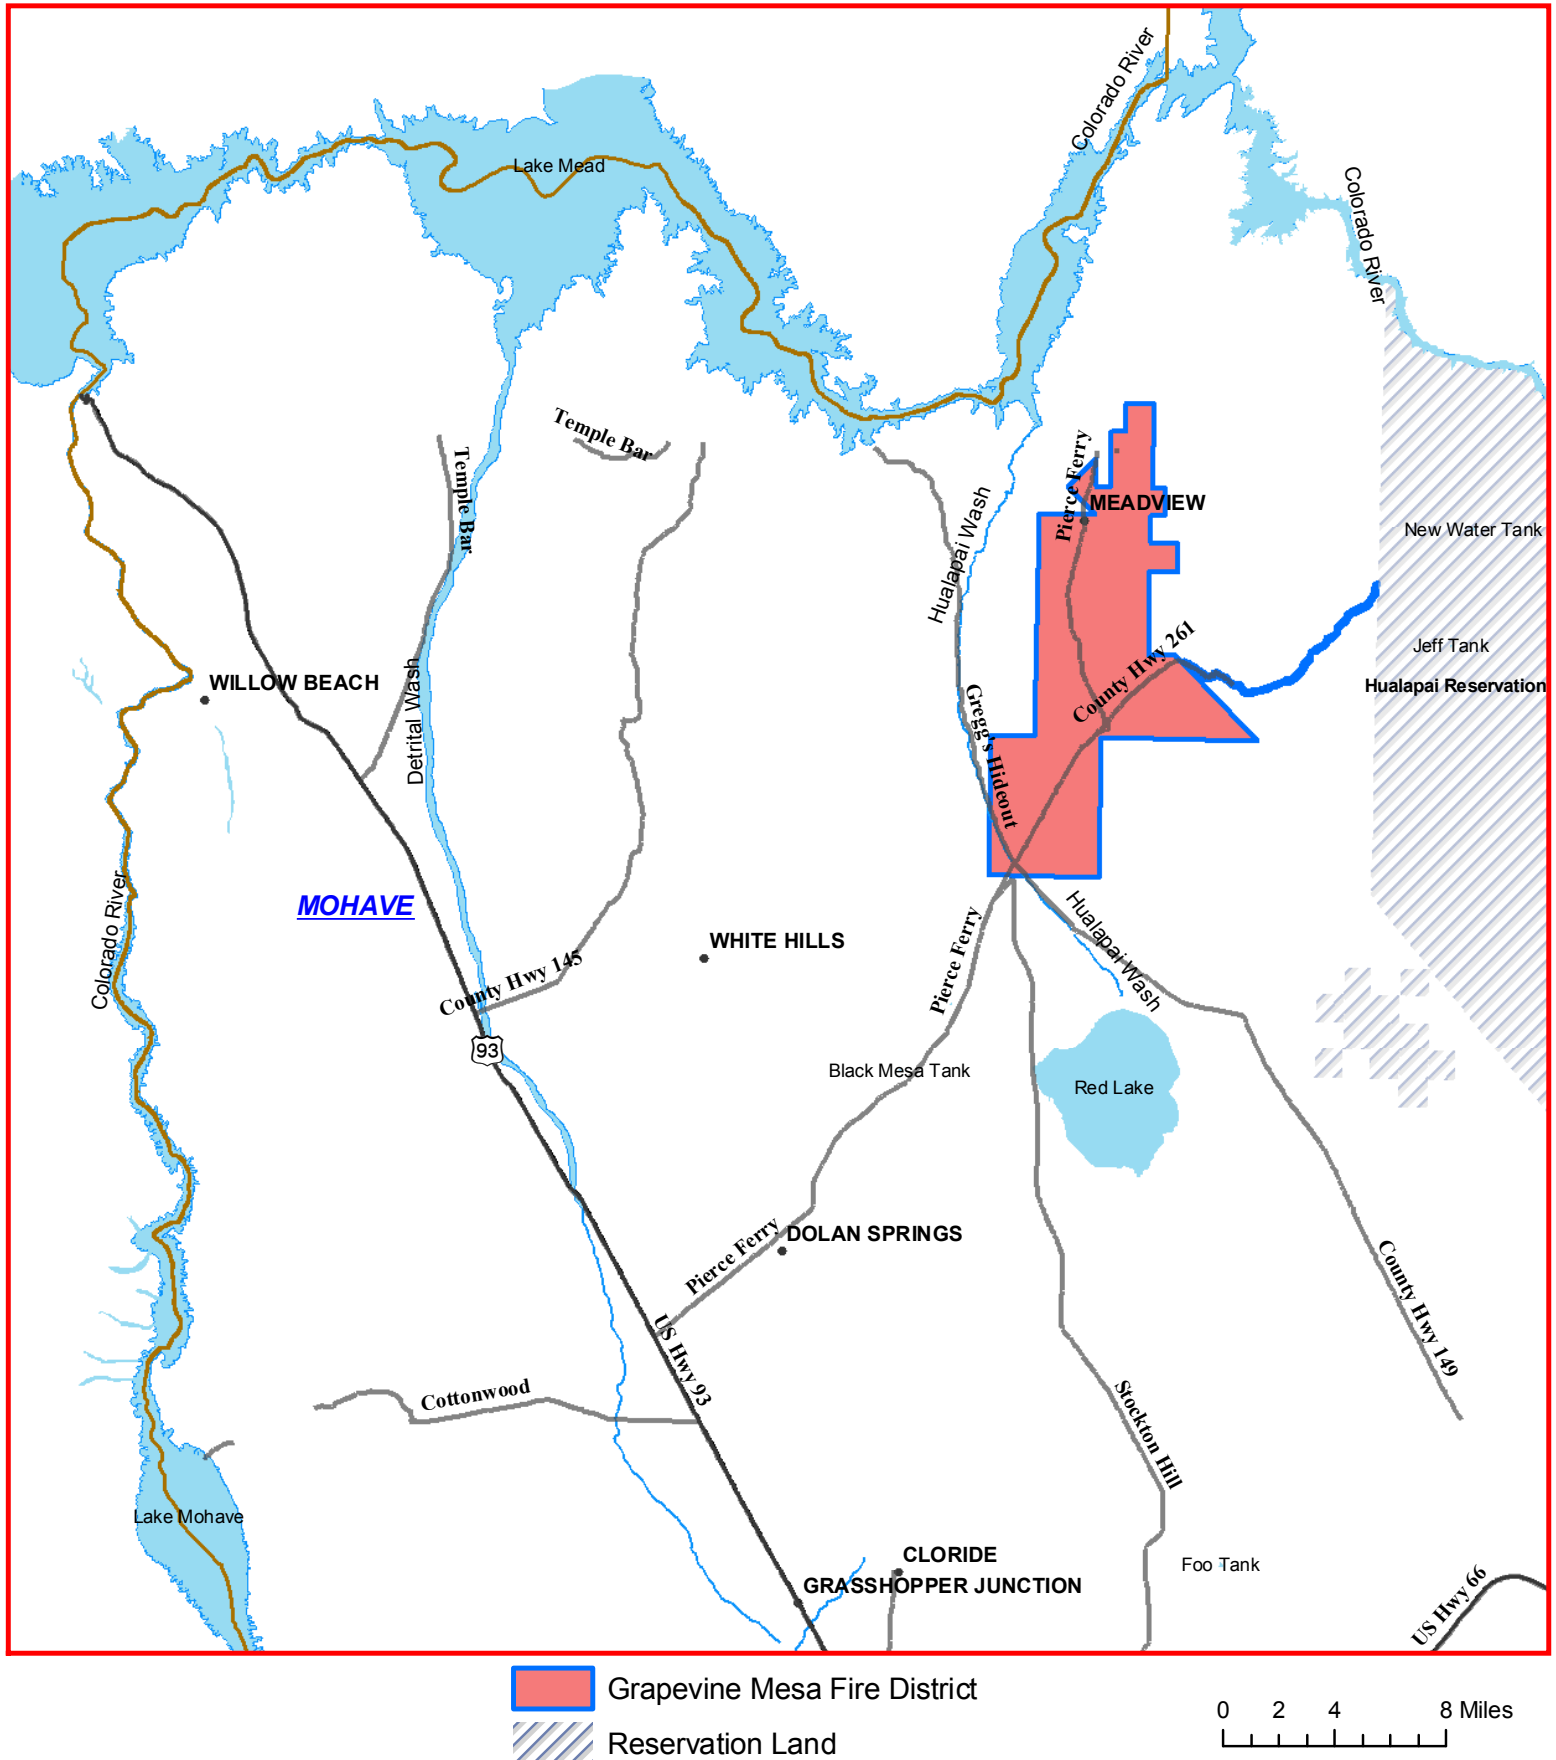 Colorado River
Lake Mead
Colorado River
Temple Bar
Temple Bar
Pierce Ferry
Hualapai Wash
MEADVIEW
New Water Tank
County Hwy 261
Jeff Tank
Hualapai Reservation
WILLOW BEACH
Detrital Wash
Gregg's Hideout
MOHAVE
Colorado River
WHITE HILLS
Hualapai Wash
Pierce Ferry
County Hwy 145
93
Black Mesa Tank
Red Lake
Pierce Ferry
DOLAN SPRINGS
US Hwy 93
County Hwy 149
Cottonwood
Stockton Hill
Lake Mohave
CLORIDE
GRASSHOPPER JUNCTION
Foo Tank
US Hwy 66
Grapevine Mesa Fire District
Reservation Land
0 2 4 8 Miles